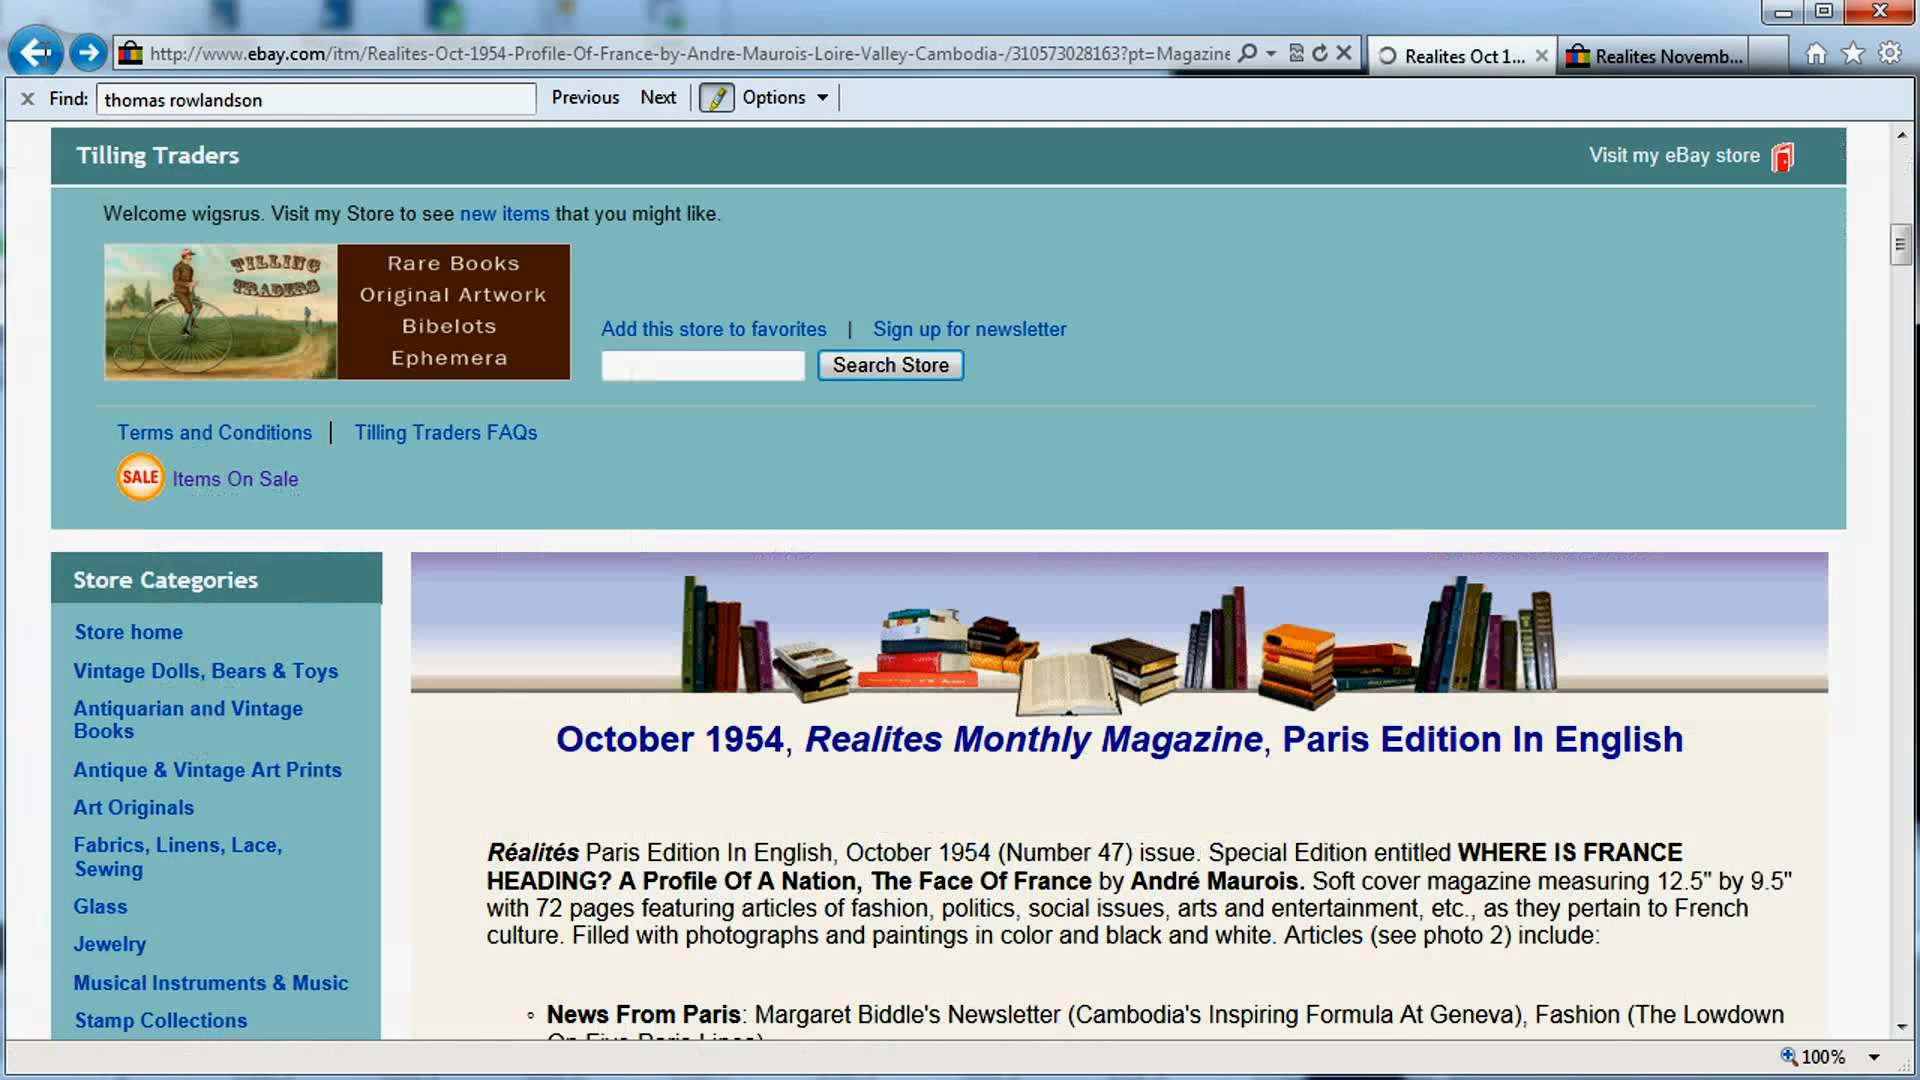 http://www.ebay.com/itm/Realites-Oct-1954-Profile-Of-France-by-Andre-Maurois-Loire-Valley-Cambodia-/310573028163?pt=Magazine
Realites Oct 1...
Realites Novemb...
Find: thomas rowlandson Previous Next Options
Tilling Traders
Visit my eBay store
Welcome wigsrus. Visit my Store to see new items that you might like.
TILLING
TRADERS
Rare Books
Original Artwork
Bibelots
Ephemera
Add this store to favorites | Sign up for newsletter
Search Store
Terms and Conditions | Tilling Traders FAQs
SALE Items On Sale
Store Categories
Store home
Vintage Dolls, Bears & Toys
Antiquarian and Vintage
Books
Antique & Vintage Art Prints
Art Originals
Fabrics, Linens, Lace,
Sewing
Glass
Jewelry
Musical Instruments & Music
Stamp Collections
October 1954, Realites Monthly Magazine, Paris Edition In English
Réalités Paris Edition In English, October 1954 (Number 47) issue. Special Edition entitled WHERE IS FRANCE
HEADING? A Profile Of A Nation, The Face Of France by André Maurois. Soft cover magazine measuring 12.5" by 9.5"
with 72 pages featuring articles of fashion, politics, social issues, arts and entertainment, etc., as they pertain to French
culture. Filled with photographs and paintings in color and black and white. Articles (see photo 2) include:
News From Paris: Margaret Biddle's Newsletter (Cambodia's Inspiring Formula At Geneva), Fashion (The Lowdown
On Five Paris Lines)
100%